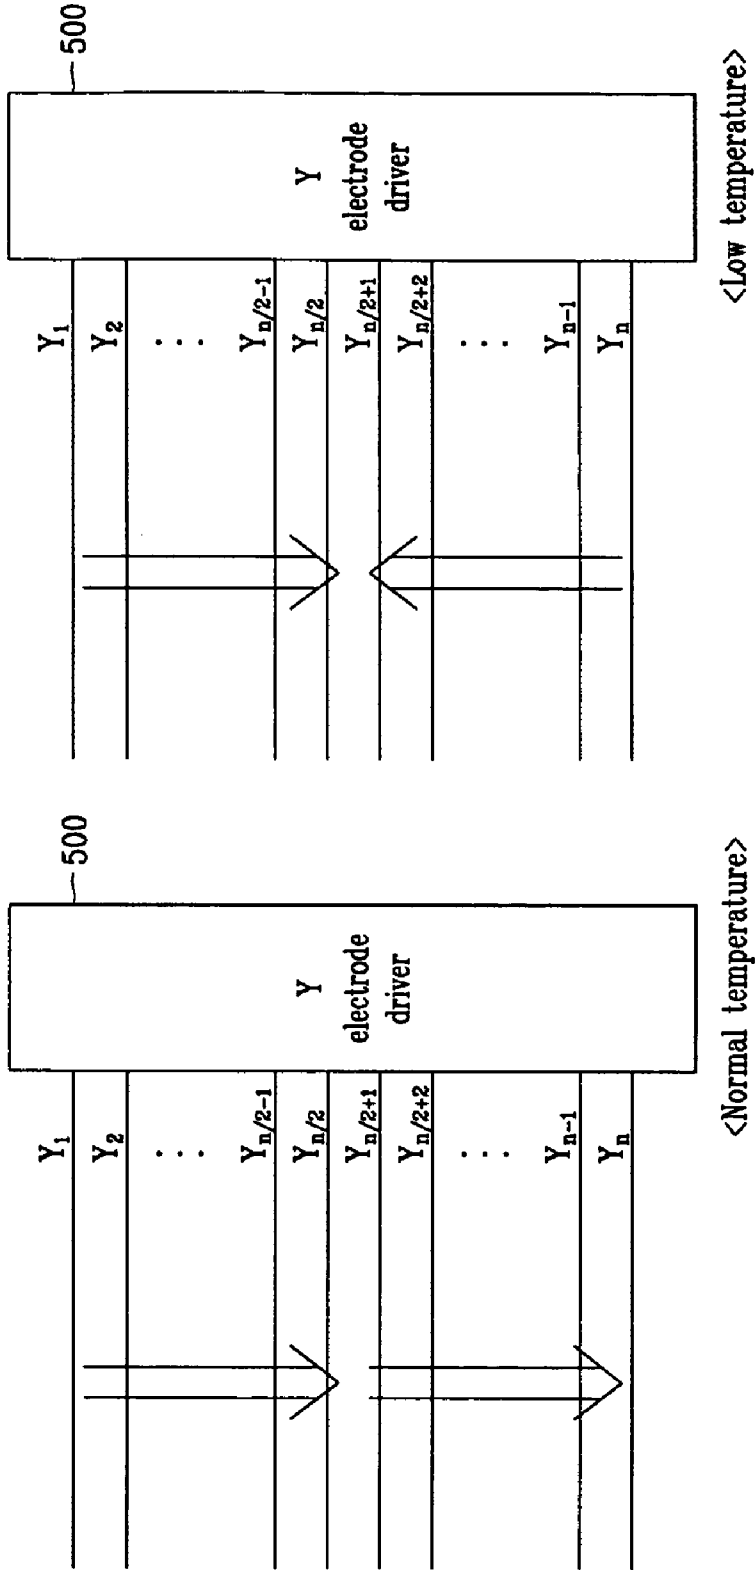 500
Y
electrode
driver
Y1
Y2
. . .
Yn/2-1
Yn/2
Yn/2+1
Yn/2+2
. . .
Yn-1
Yn
<Low temperature>
500
Y
electrode
driver
Y1
Y2
. . .
Yn/2-1
Yn/2
Yn/2+1
Yn/2+2
. . .
Yn-1
Yn
<Normal temperature>